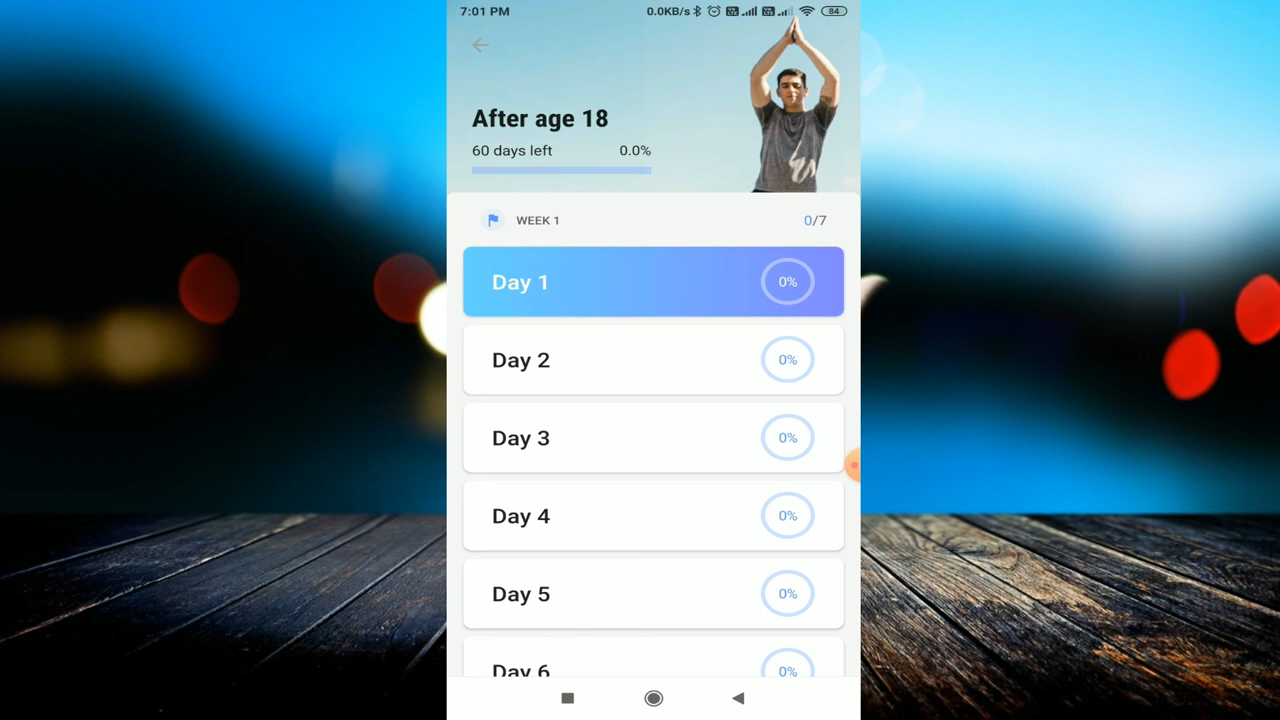 7:01 PM 0.0KB/s 84
After age 18
60 days left 0.0%
WEEK 1 0/7
Day 1 0%
Day 2 0%
Day 3 0%
Day 4 0%
Day 5 0%
Day 6 0%